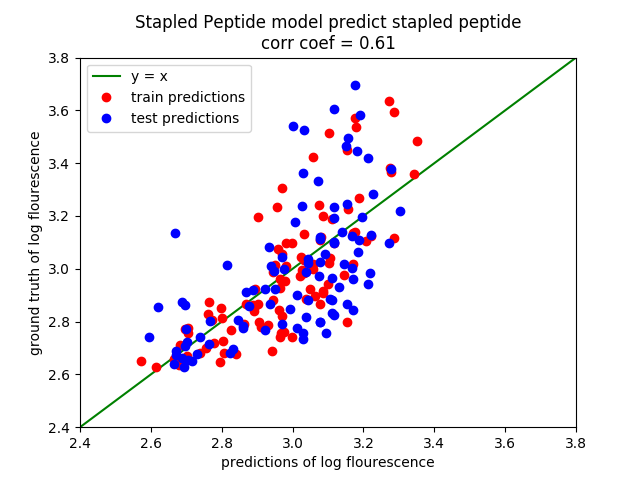 Stapled Peptide model predict stapled peptide
corr coef = 0.61
y = x
train predictions
test predictions
ground truth of log flourescence
3.8
3.6
3.4
3.2
3.0
2.8
2.6
2.4
2.4 2.6 2.8 3.0 3.2 3.4 3.6 3.8
predictions of log flourescence